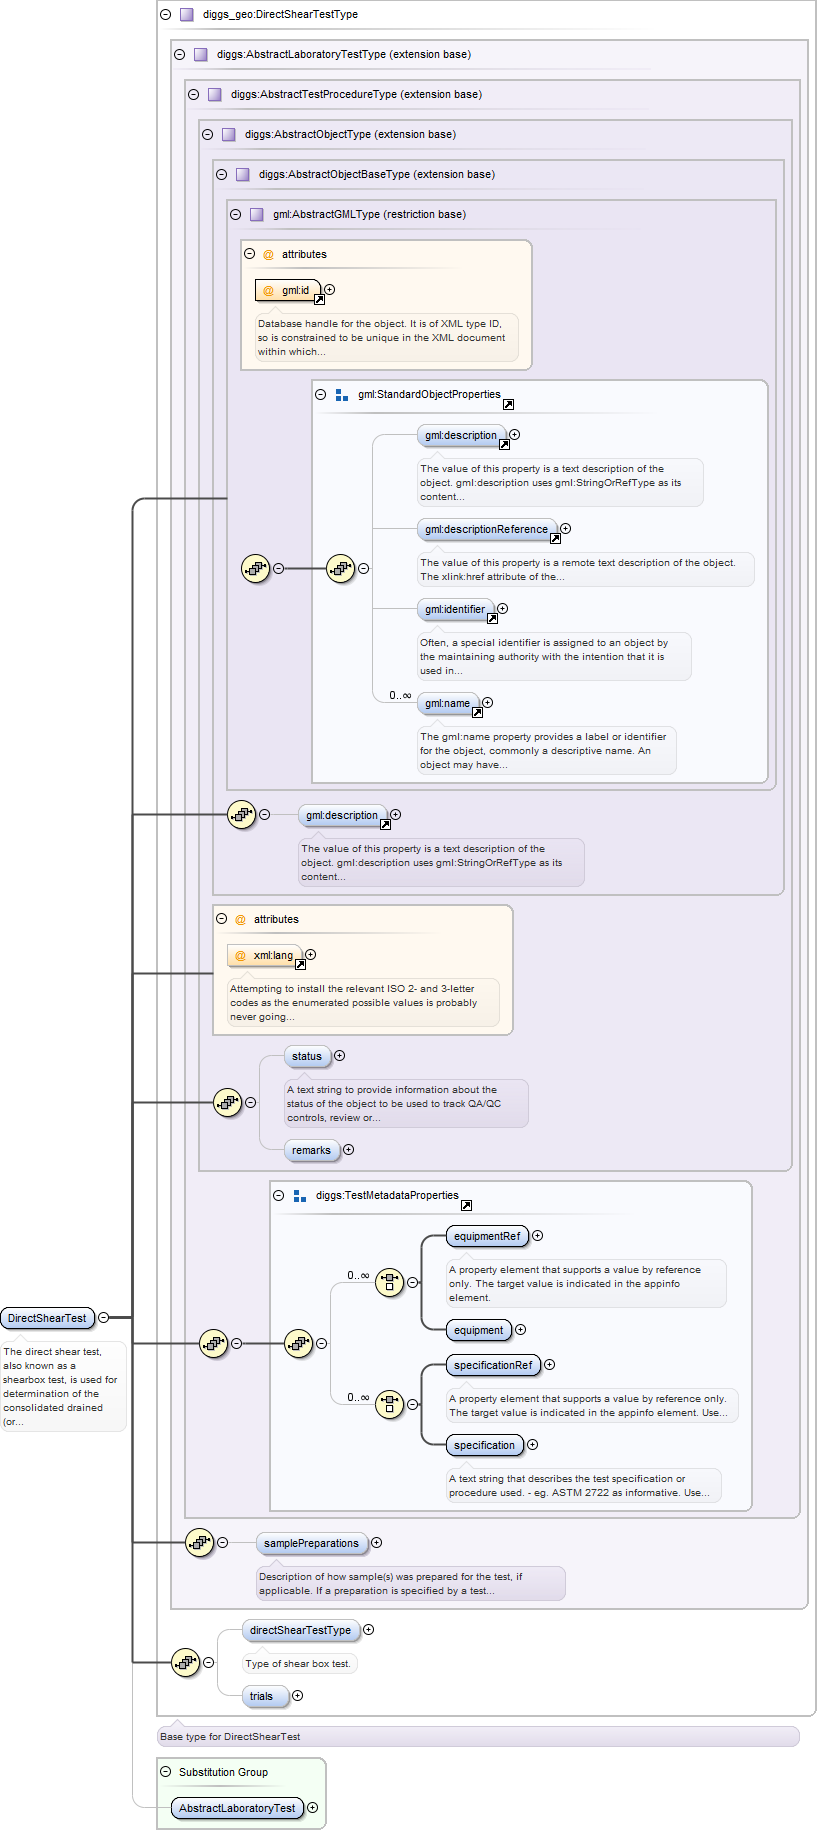 diggs_geo:DirectShearTestType
diggs:AbstractLaboratoryTestType (extension base)
diggs:AbstractTestProcedureType (extension base)
diggs:AbstractObjectType (extension base)
diggs:AbstractObjectBaseType (extension base)
gml:AbstractGMLType (restriction base)
@ attributes
@ gml:id
Database handle for the object. It is of XML type ID,
so is constrained to be unique in the XML document
within which...
gml:StandardObjectProperties
gml:description
The value of this property is a text description of the
object. gml:description uses gml:StringOrRefType as its
content...
gml:descriptionReference
The value of this property is a remote text description of the object.
The xlink:href attribute of the...
gml:identifier
Often, a special identifier is assigned to an object by
the maintaining authority with the intention that it is
used in...
0..∞
gml:name
The gml:name property provides a label or identifier
for the object, commonly a descriptive name. An
object may have...
gml:description
The value of this property is a text description of the
object. gml:description uses gml:StringOrRefType as its
content...
@ attributes
@ xml:lang
Attempting to install the relevant ISO 2- and 3-letter
codes as the enumerated possible values is probably
never going...
status
A text string to provide information about the
status of the object to be used to track QA/QC
controls, review or...
remarks
diggs:TestMetadataProperties
equipmentRef
0..∞
A property element that supports a value by reference
only. The target value is indicated in the appinfo
element.
equipment
DirectShearTest
The direct shear test,
also known as a
shearbox test, is used for
determination of the
consolidated drained
(or...
specificationRef
0..∞
A property element that supports a value by reference only.
The target value is indicated in the appinfo element. Use...
specification
A text string that describes the test specification or
procedure used. - eg. ASTM 2722 as informative. Use...
samplePreparations
Description of how sample(s) was prepared for the test, if
applicable. If a preparation is specified by a test...
directShearTestType
Type of shear box test.
trials
Base type for DirectShearTest
Substitution Group
AbstractLaboratoryTest